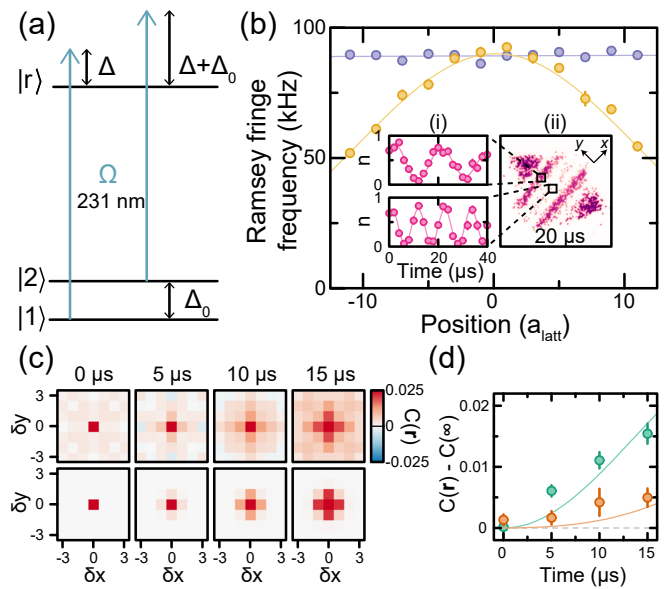 (a)
Δ
Δ+Δ₀
|r⟩
Ω
231 nm
|2⟩
|1⟩
Δ₀
(b)
Ramsey fringe
frequency (kHz)
100
50
0
-10
0
10
Position (a_latt)
(i)
n
1
0
n
1
0
0
20
40
Time (µs)
(ii)
y
x
20 µs
(c)
0 µs
5 µs
10 µs
15 µs
δy
3
0
-3
δy
3
0
-3
-3 0 3
-3 0 3
-3 0 3
-3 0 3
δx
δx
δx
δx
0.025
-0.025
C(r)
(d)
C(r) - C(∞)
0.02
0.01
0
0
5
10
15
Time (µs)